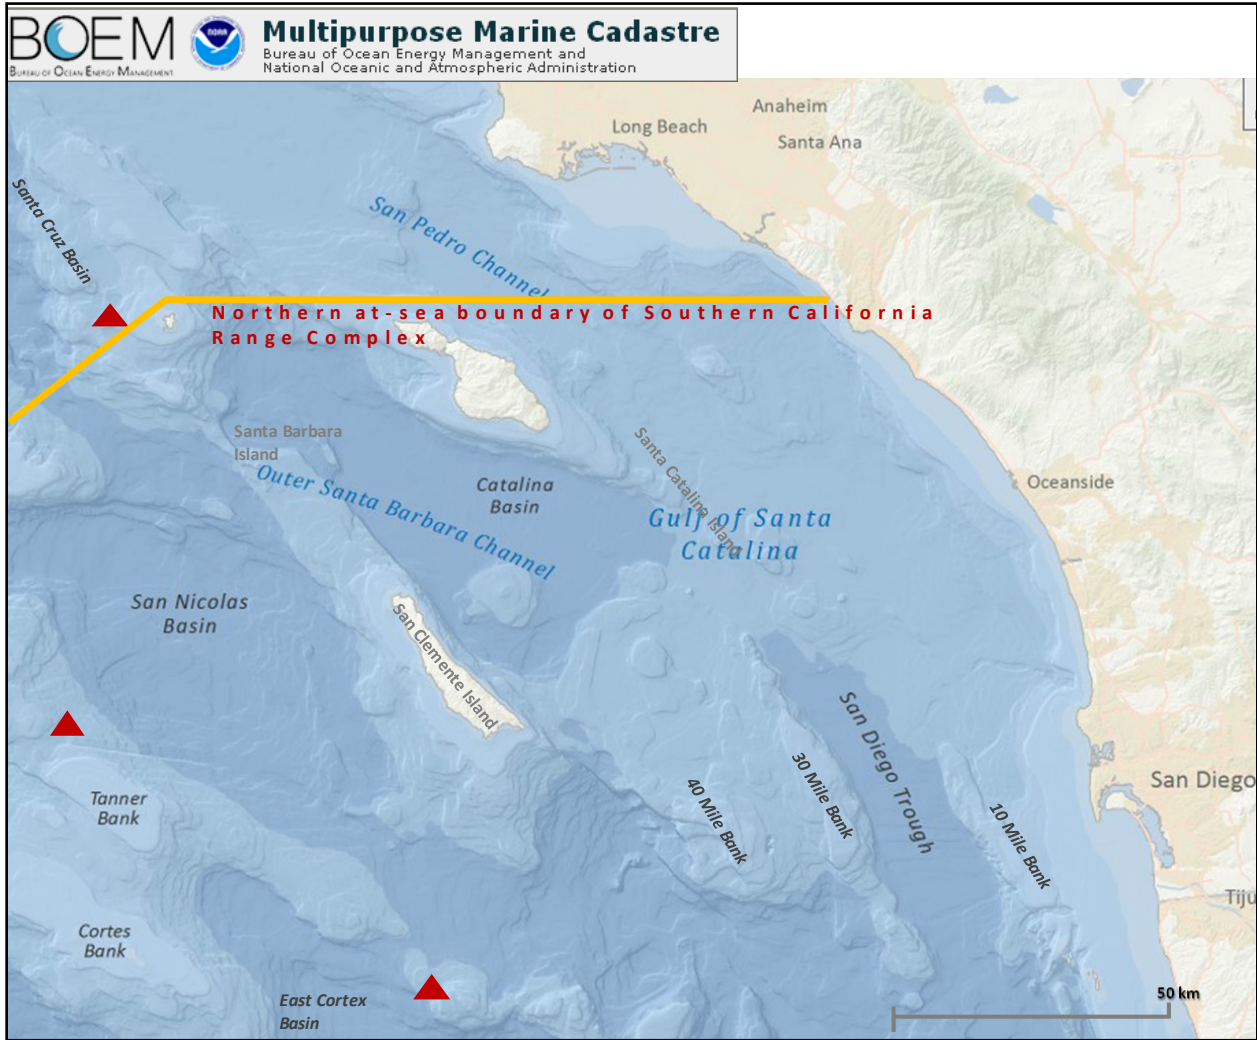 BOEM
BUREAU OF OCEAN ENERGY MANAGEMENT
NOAA
Multipurpose Marine Cadastre
Bureau of Ocean Energy Management and
National Oceanic and Atmospheric Administration
Anaheim
Long Beach
Santa Ana
Santa Cruz Basin
San Pedro Channel
Northern at-sea boundary of Southern California
Range Complex
Santa Barbara
Island
Outer Santa Barbara Channel
Catalina
Basin
Santa Catalina Island
Gulf of Santa
Catalina
Oceanside
San Nicolas
Basin
San Clemente Island
San Diego Trough
30 Mile Bank
40 Mile Bank
10 Mile Bank
San Diego
Tanner
Bank
Tiju
Cortes
Bank
East Cortex
Basin
50 km